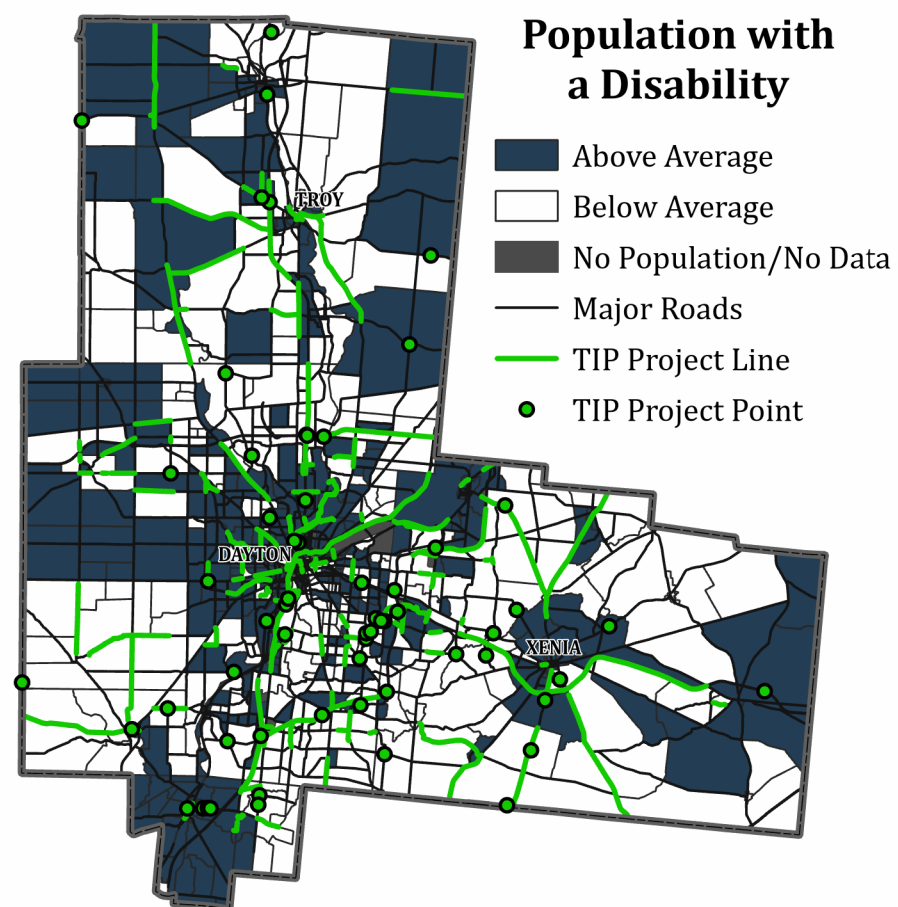 Population with
a Disability
Above Average
Below Average
No Population/No Data
Major Roads
TIP Project Line
TIP Project Point
TROY
DAYTON
XENIA